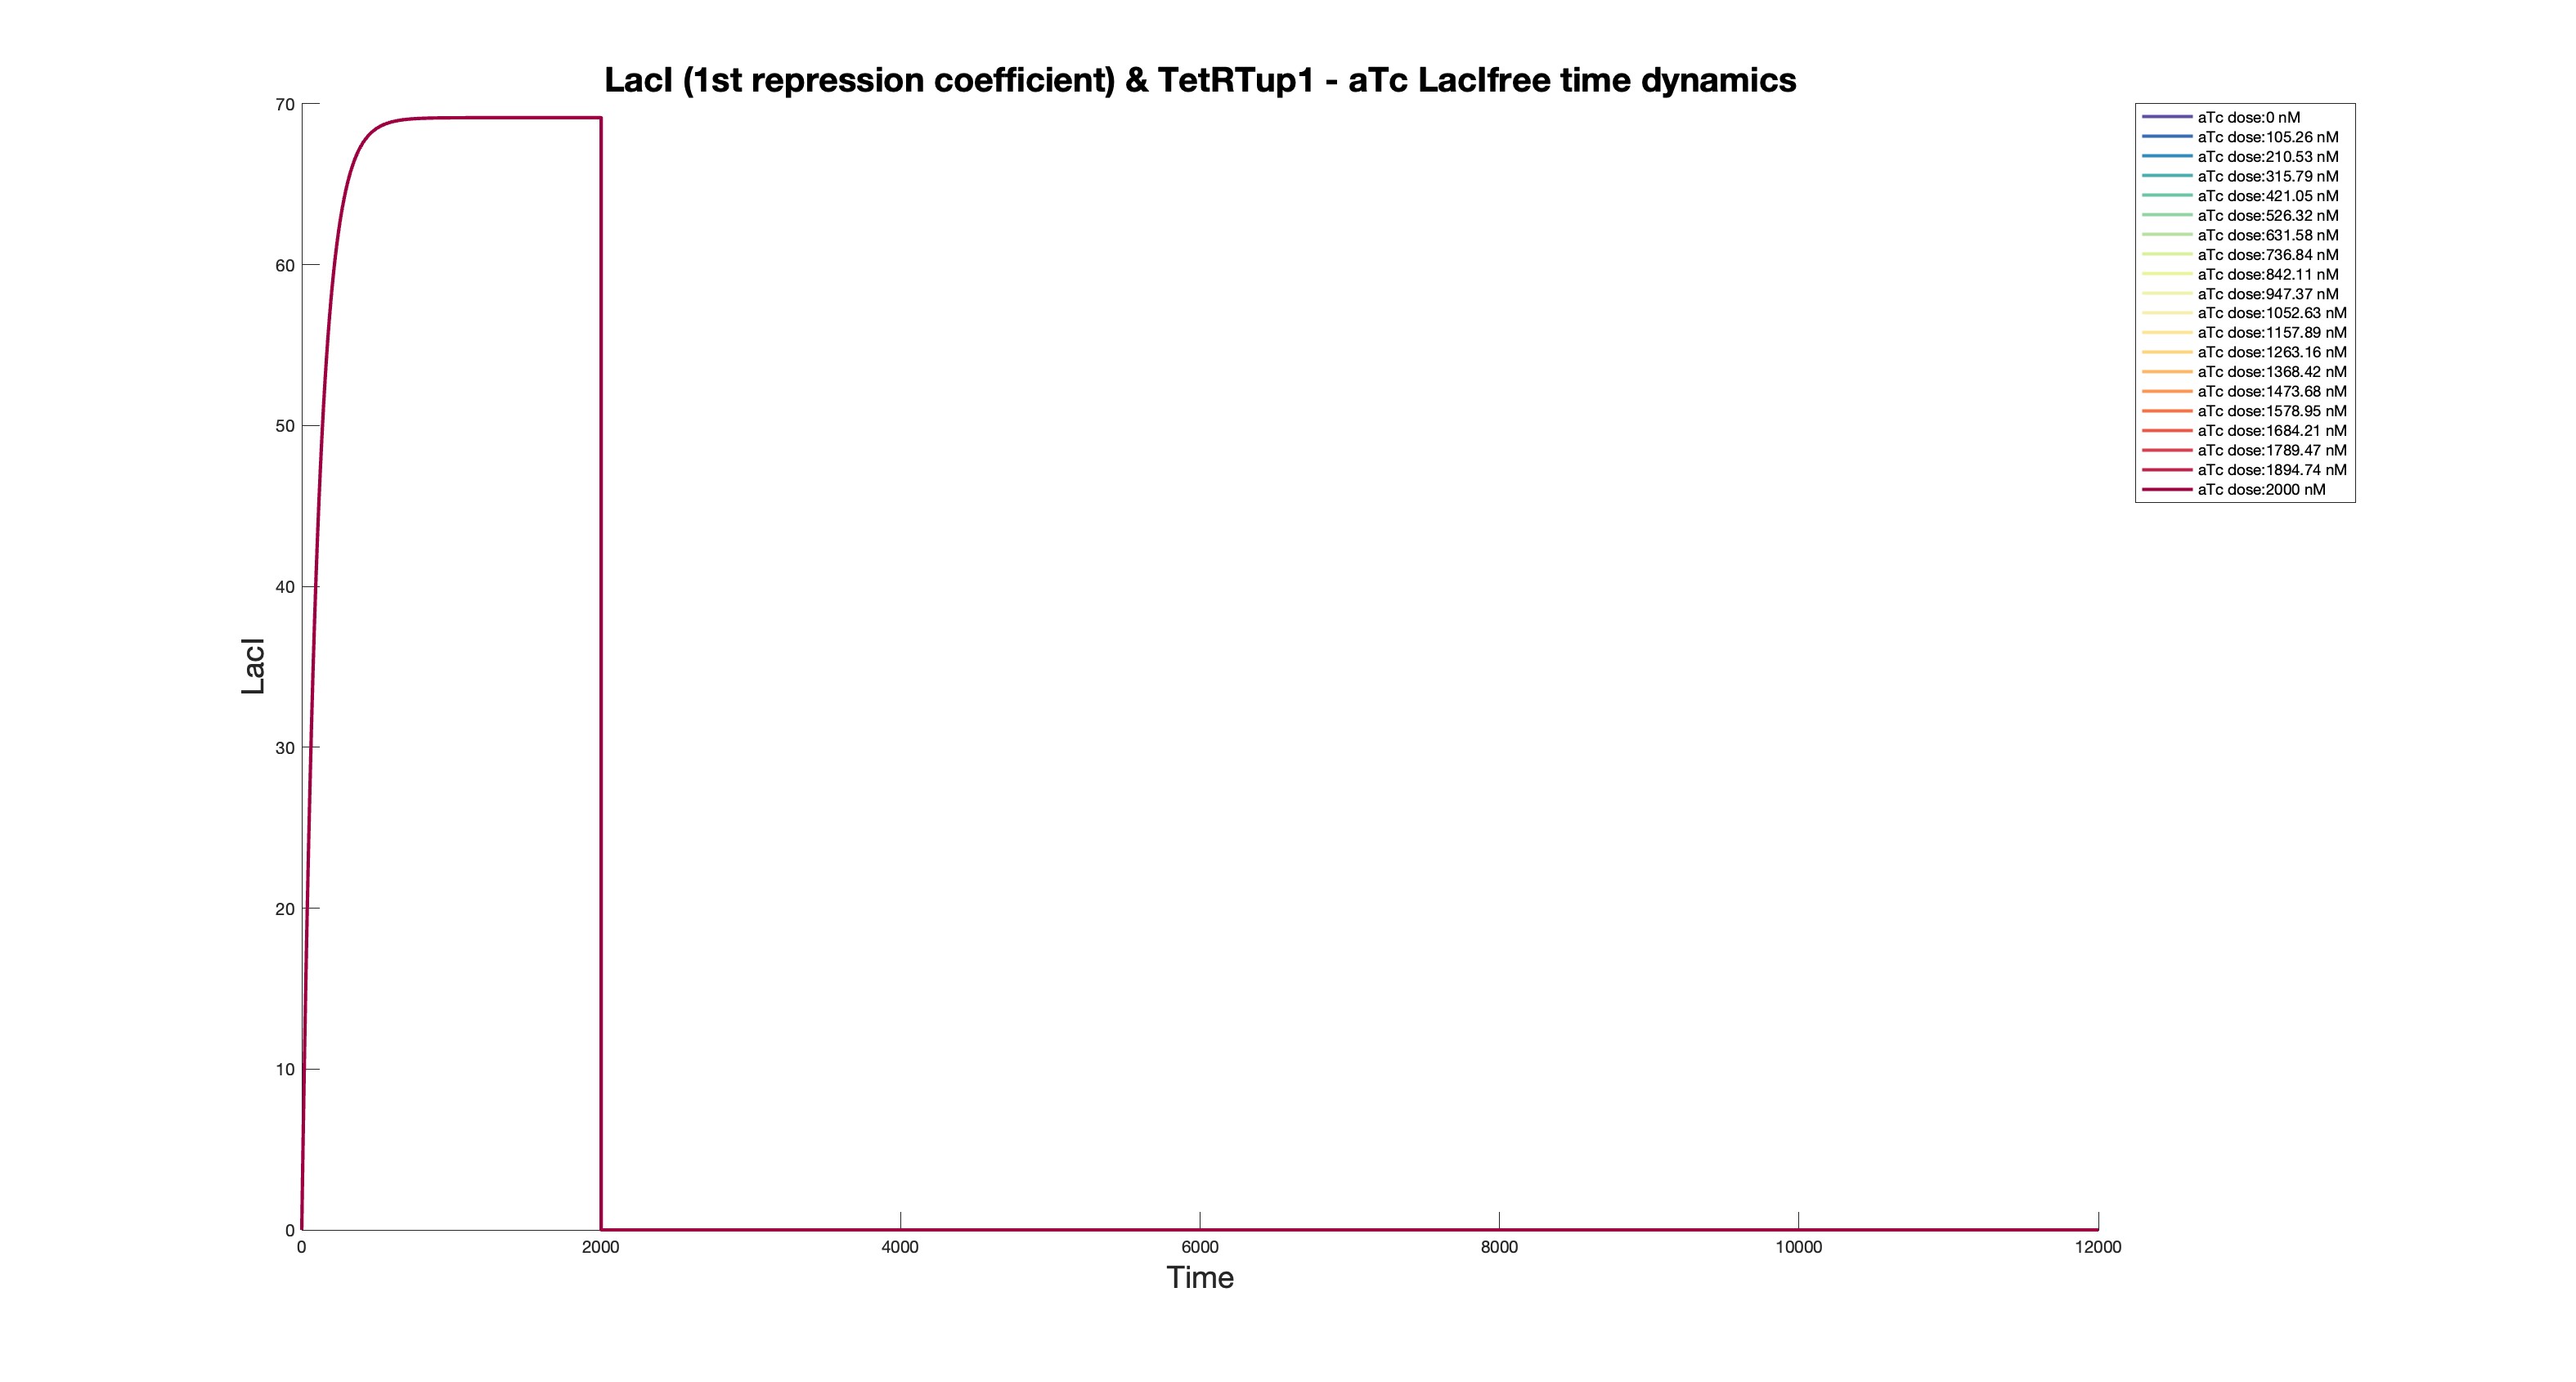 LacI (1st repression coefficient) & TetRTup1 - aTc LacIfree time dynamics
70
60
50
40
30
20
10
0
LacI
0
2000
4000
6000
8000
10000
12000
Time
aTc dose:0 nM
aTc dose:105.26 nM
aTc dose:210.53 nM
aTc dose:315.79 nM
aTc dose:421.05 nM
aTc dose:526.32 nM
aTc dose:631.58 nM
aTc dose:736.84 nM
aTc dose:842.11 nM
aTc dose:947.37 nM
aTc dose:1052.63 nM
aTc dose:1157.89 nM
aTc dose:1263.16 nM
aTc dose:1368.42 nM
aTc dose:1473.68 nM
aTc dose:1578.95 nM
aTc dose:1684.21 nM
aTc dose:1789.47 nM
aTc dose:1894.74 nM
aTc dose:2000 nM